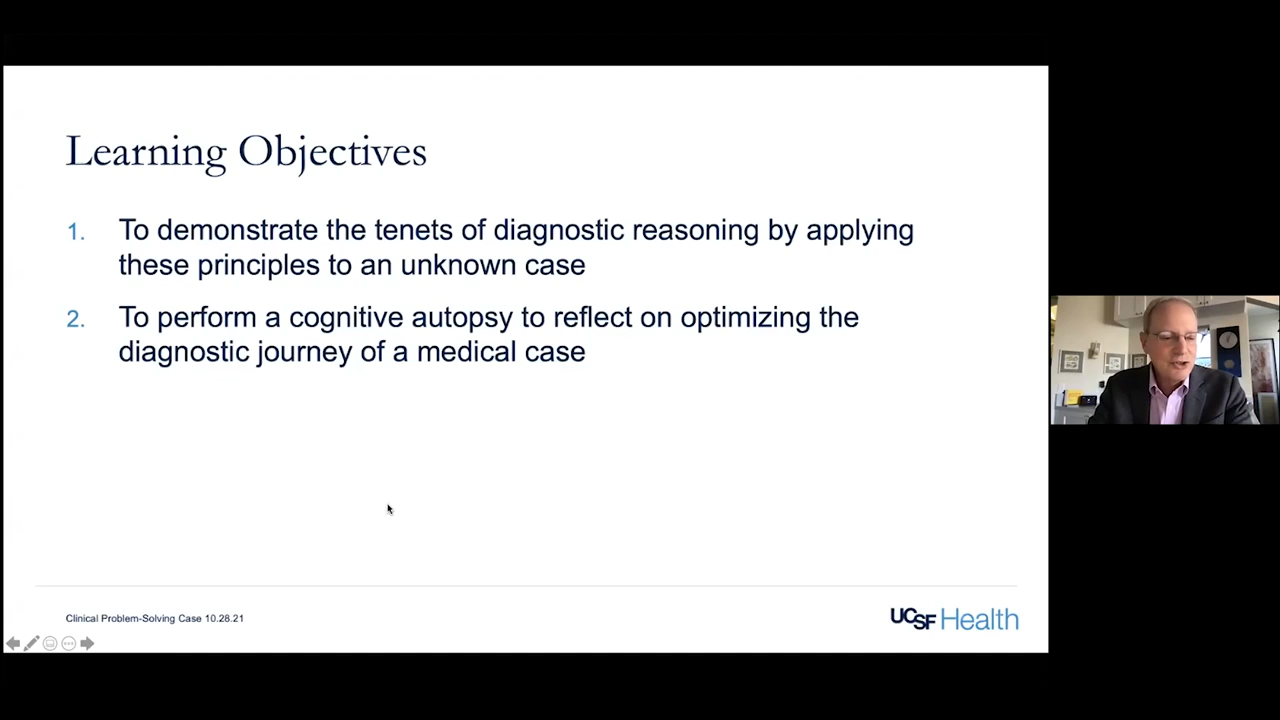 Learning Objectives
1. To demonstrate the tenets of diagnostic reasoning by applying
these principles to an unknown case
2. To perform a cognitive autopsy to reflect on optimizing the
diagnostic journey of a medical case
Clinical Problem-Solving Case 10.28.21
UCSF Health